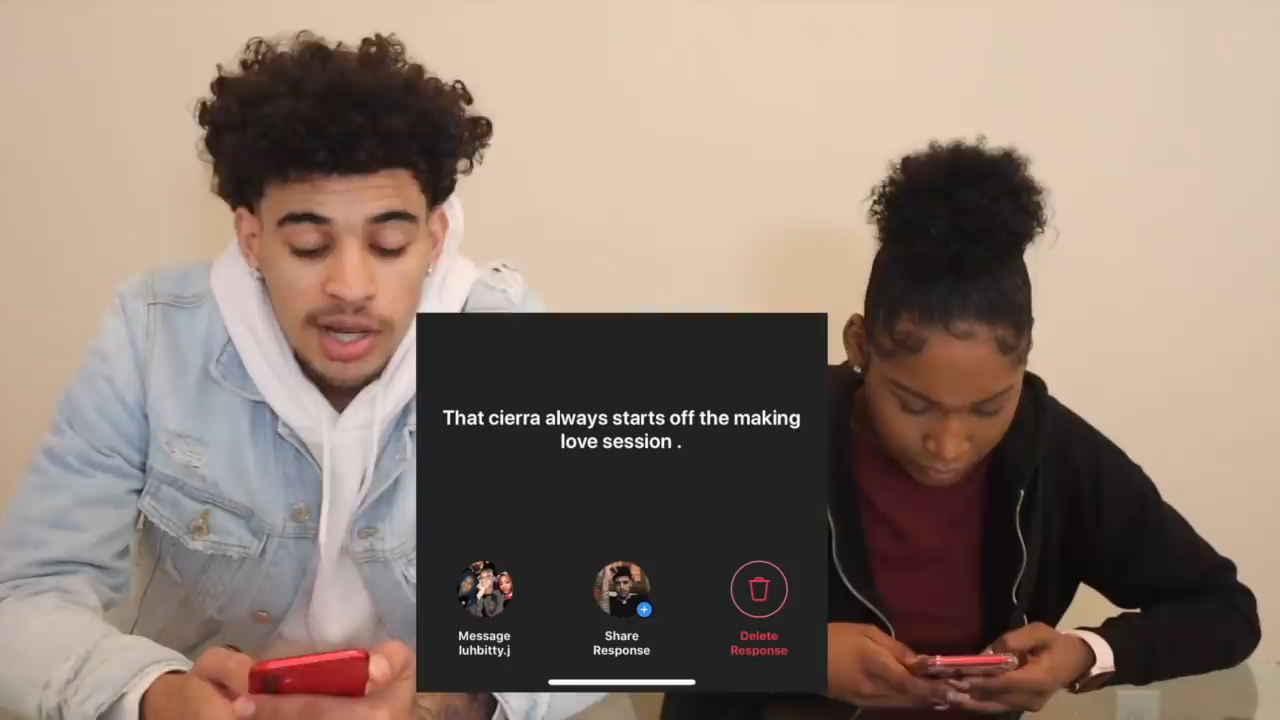 That cierra always starts off the making
love session .
Message
luhbitty.j
Share
Response
Delete
Response